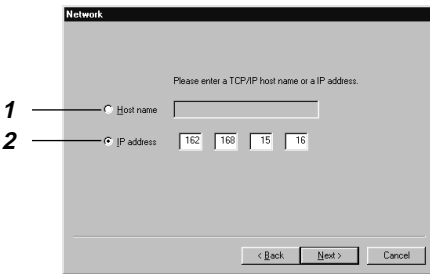 Network
Please enter a TCP/IP host name or a IP address.
1 Host name
2 IP address 162 168 15 16
< Back Next > Cancel